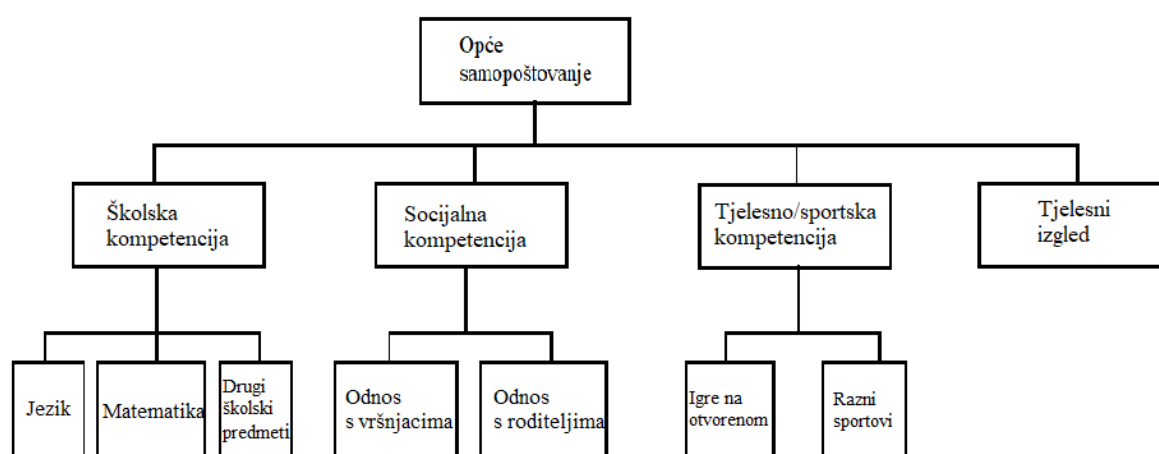 Opće
samopoštovanje
Školska
kompetencija
Socijalna
kompetencija
Tjelesno/sportska
kompetencija
Tjelesni
izgled
Jezik
Matematika
Drugi
školski
predmeti
Odnos
s vršnjacima
Odnos
s roditeljima
Igre na
otvorenom
Razni
sportovi